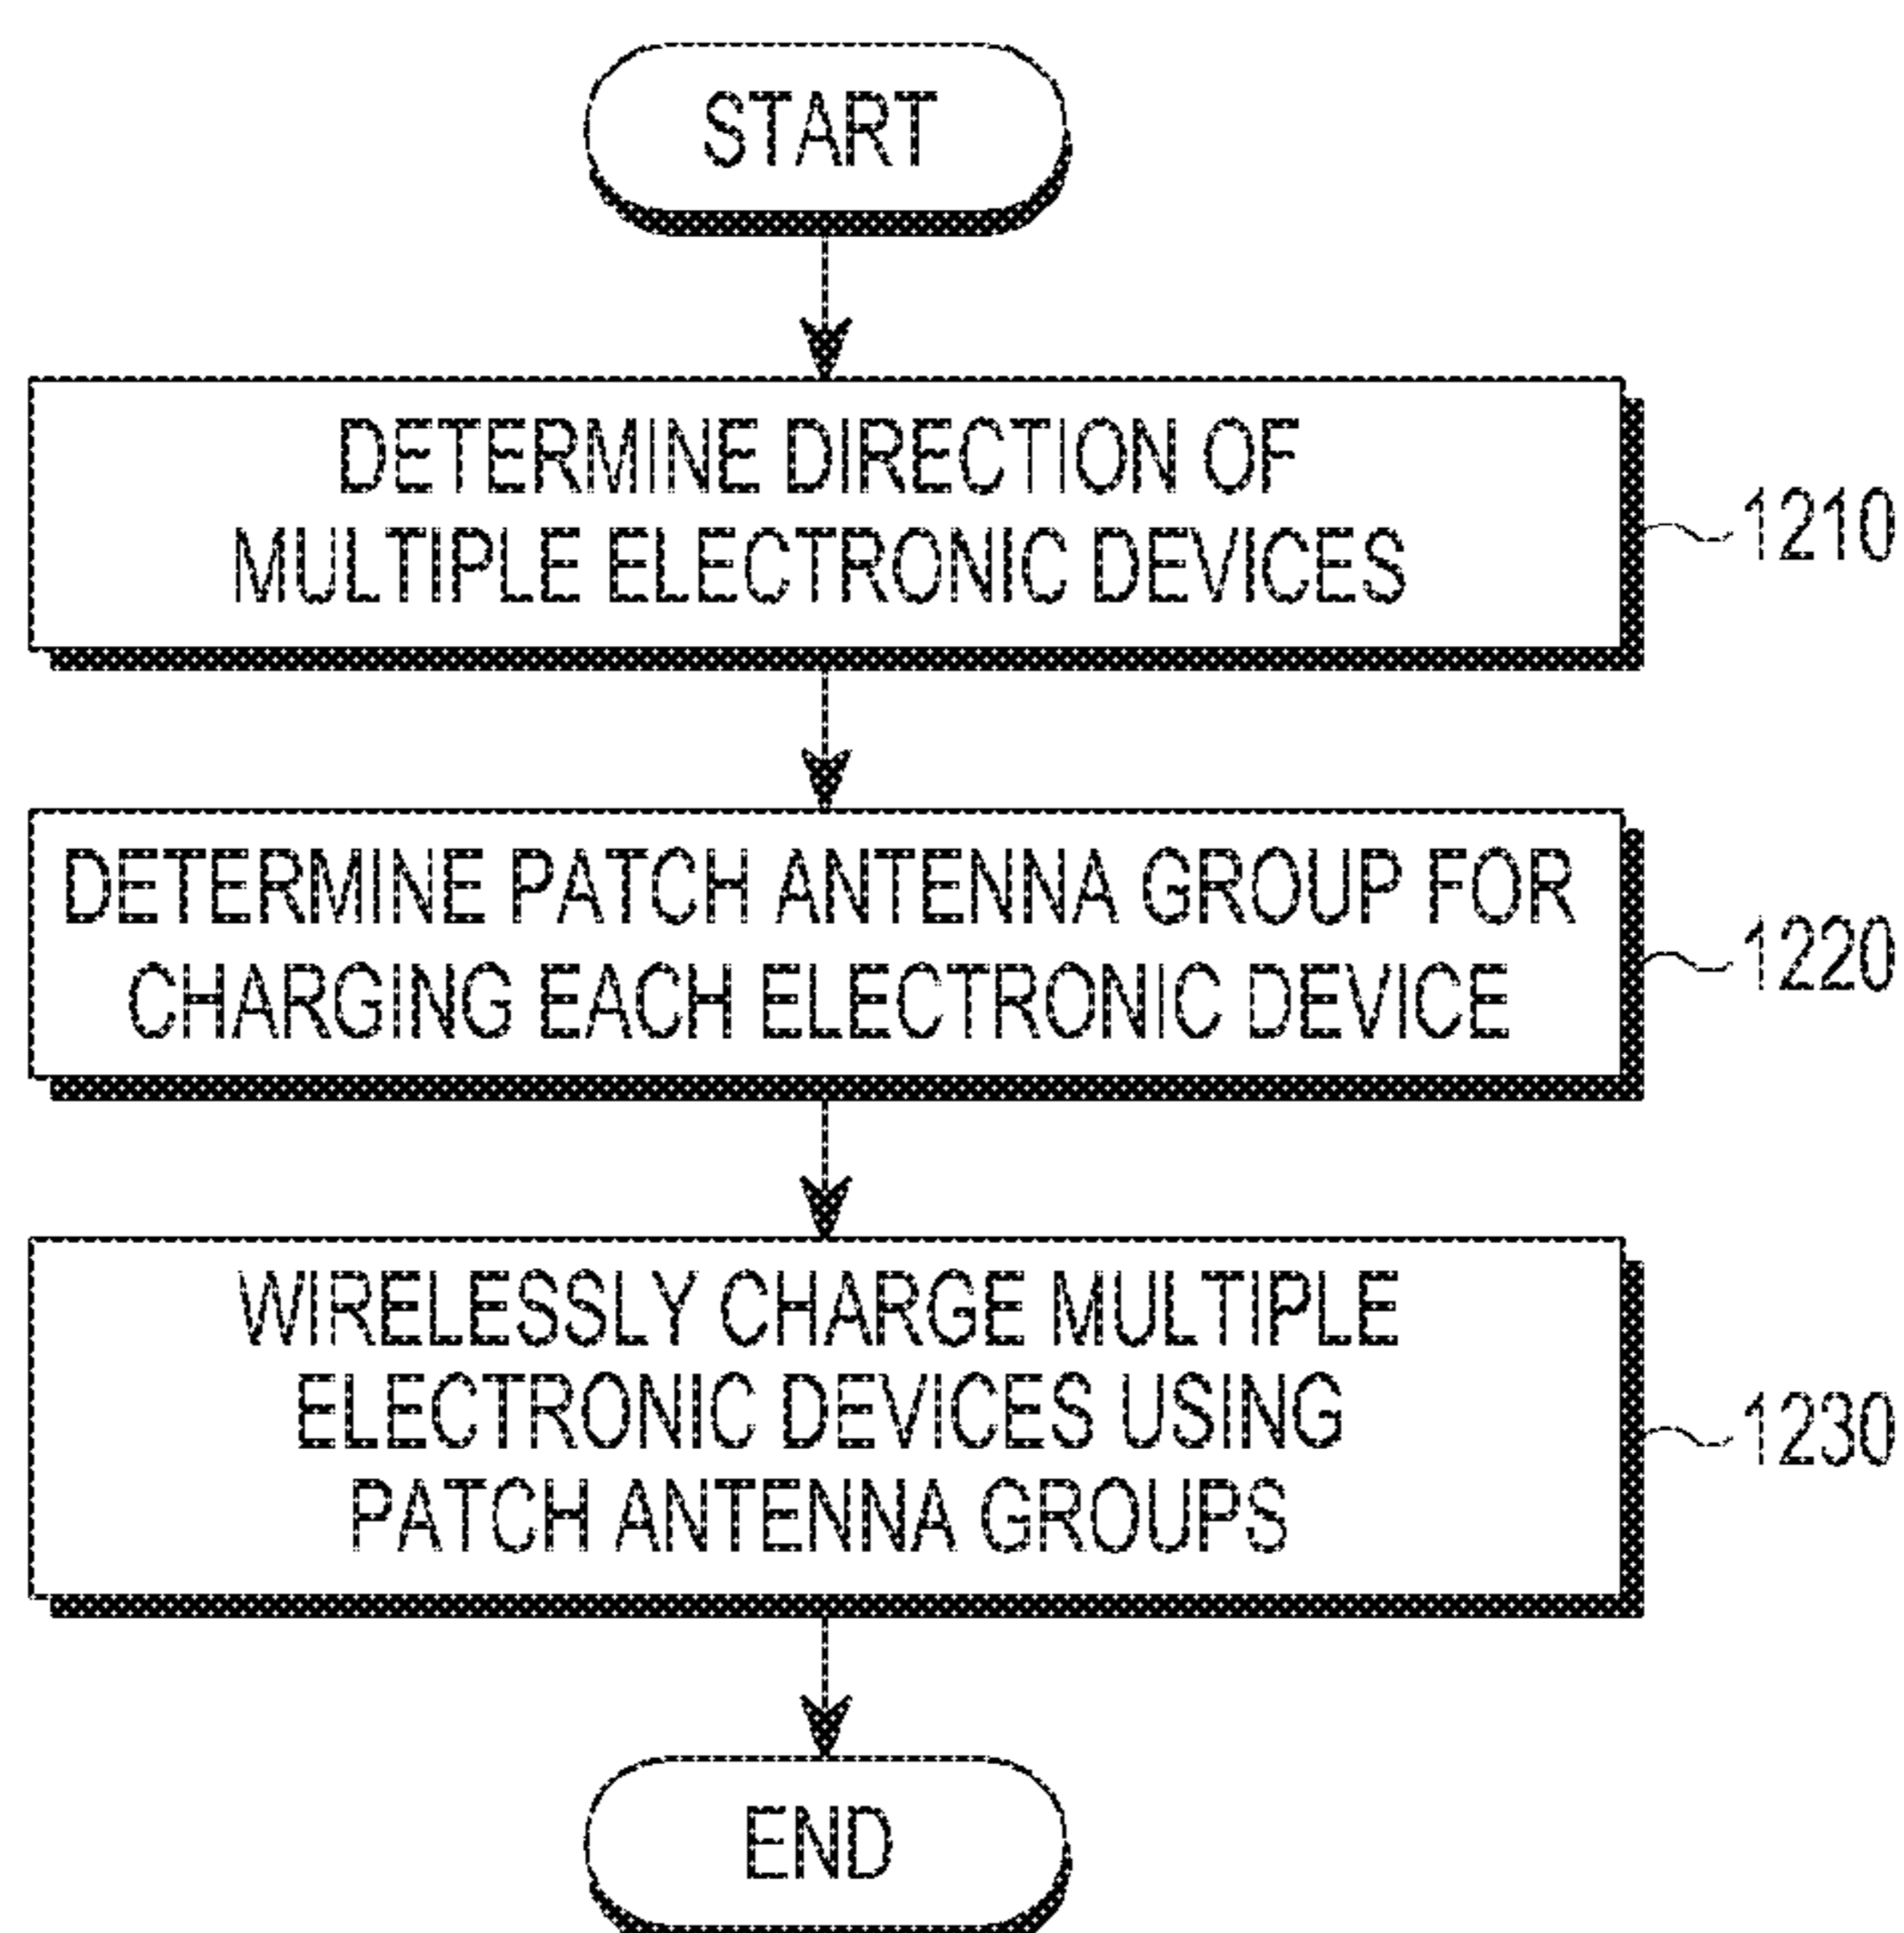 START
DETERMINE DIRECTION OF
MULTIPLE ELECTRONIC DEVICES
1210
DETERMINE PATCH ANTENNA GROUP FOR
CHARGING EACH ELECTRONIC DEVICE
1220
WIRELESSLY CHARGE MULTIPLE
ELECTRONIC DEVICES USING
PATCH ANTENNA GROUPS
1230
END